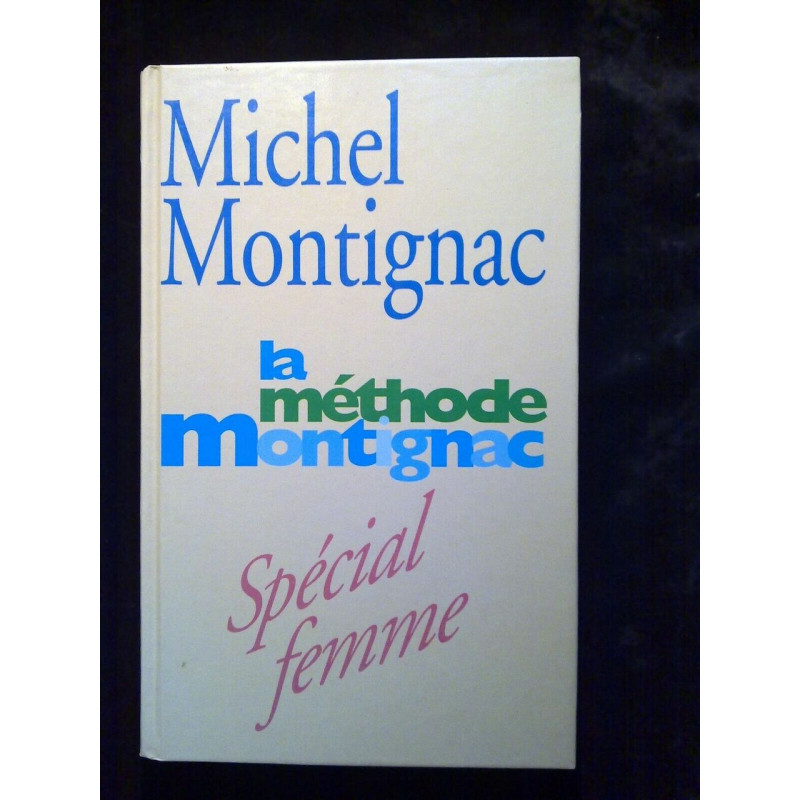 Michel
Montignac
la
méthode
montignac
Spécial
femme